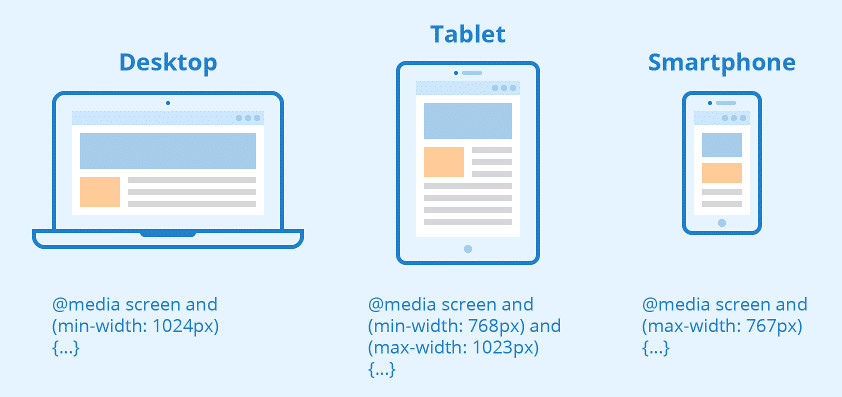 Desktop
@media screen and
(min-width: 1024px)
{...}
Tablet
@media screen and
(min-width: 768px) and
(max-width: 1023px)
{...}
Smartphone
@media screen and
(max-width: 767px)
{...}